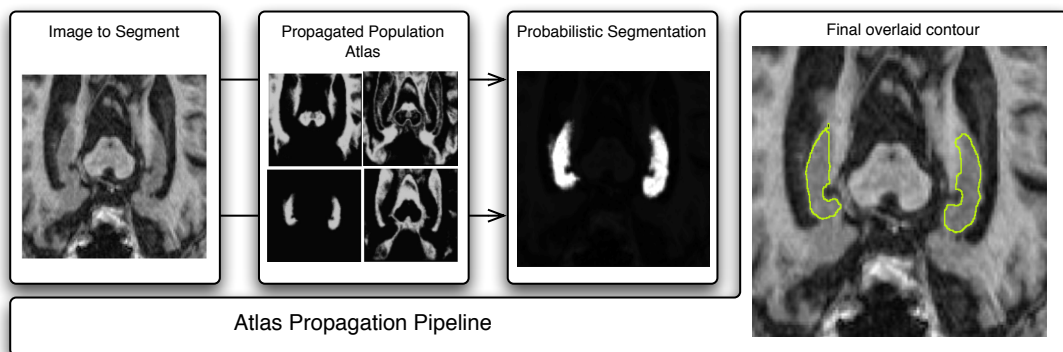 Image to Segment
Propagated Population
Atlas
Probabilistic Segmentation
Final overlaid contour
Atlas Propagation Pipeline